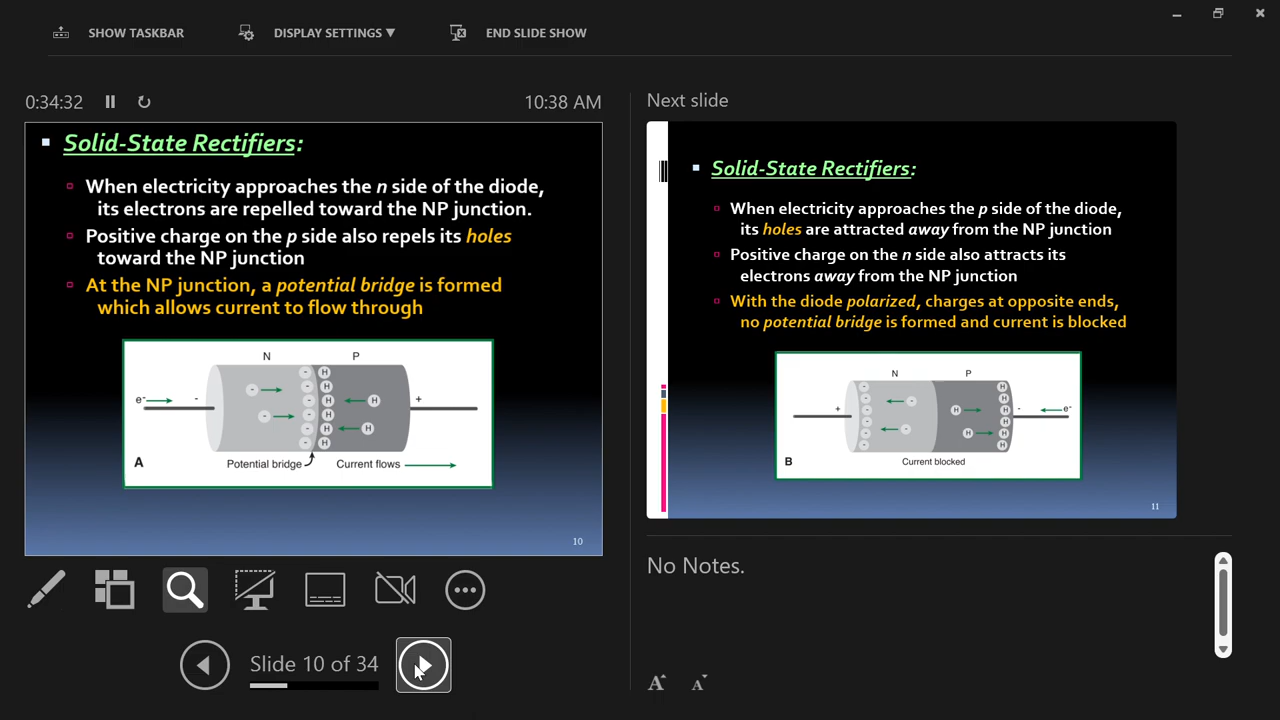 SHOW TASKBAR
DISPLAY SETTINGS ▼
END SLIDE SHOW
0:34:32
10:38 AM
Solid-State Rectifiers:
When electricity approaches the n side of the diode,
its electrons are repelled toward the NP junction.
Positive charge on the p side also repels its holes
toward the NP junction
At the NP junction, a potential bridge is formed
which allows current to flow through
N P
e- - +
- - H H
A
Potential bridge Current flows
10
Slide 10 of 34
Next slide
Solid-State Rectifiers:
When electricity approaches the p side of the diode,
its holes are attracted away from the NP junction
Positive charge on the n side also attracts its
electrons away from the NP junction
With the diode polarized, charges at opposite ends,
no potential bridge is formed and current is blocked
N P
+ - e-
- - H H
B
Current blocked
11
No Notes.
A A